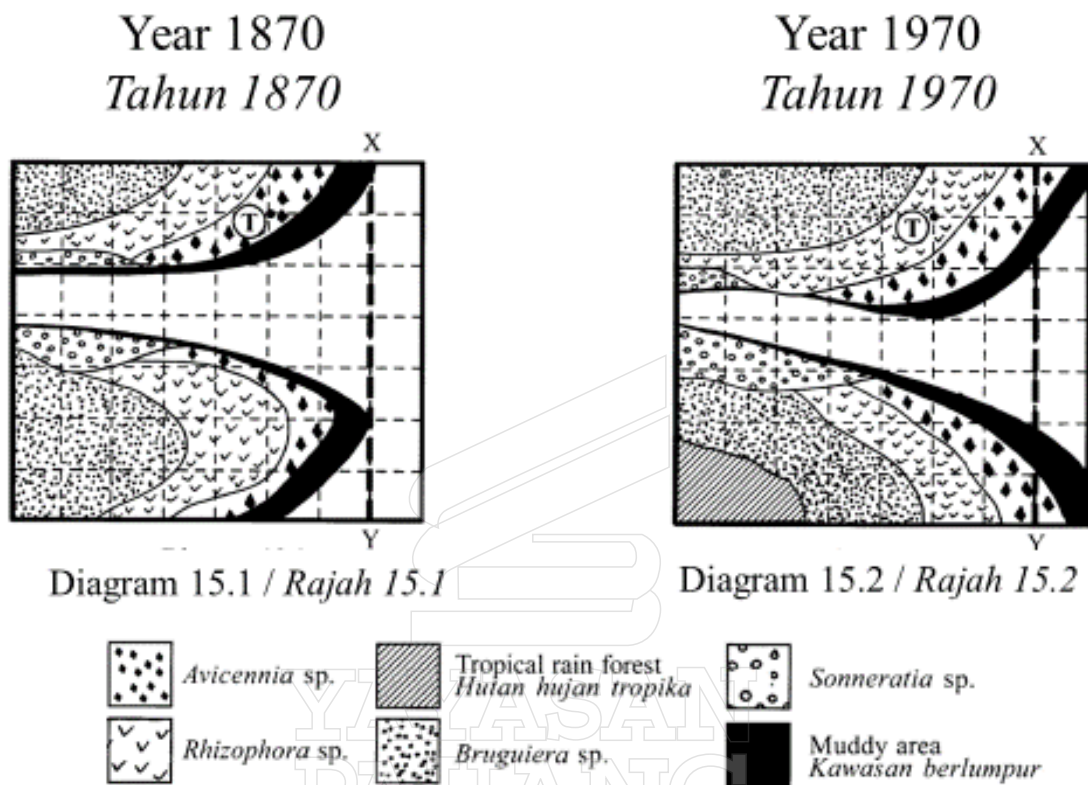 Year 1870
Tahun 1870
Year 1970
Tahun 1970
X
X
T
T
Y
Y
Diagram 15.1 / Rajah 15.1
Diagram 15.2 / Rajah 15.2
Avicennia sp.
Tropical rain forest
Hutan hujan tropika
Sonneratia sp.
Rhizophora sp.
Bruguiera sp.
Muddy area
Kawasan berlumpur
YAYASAN
PAHANG